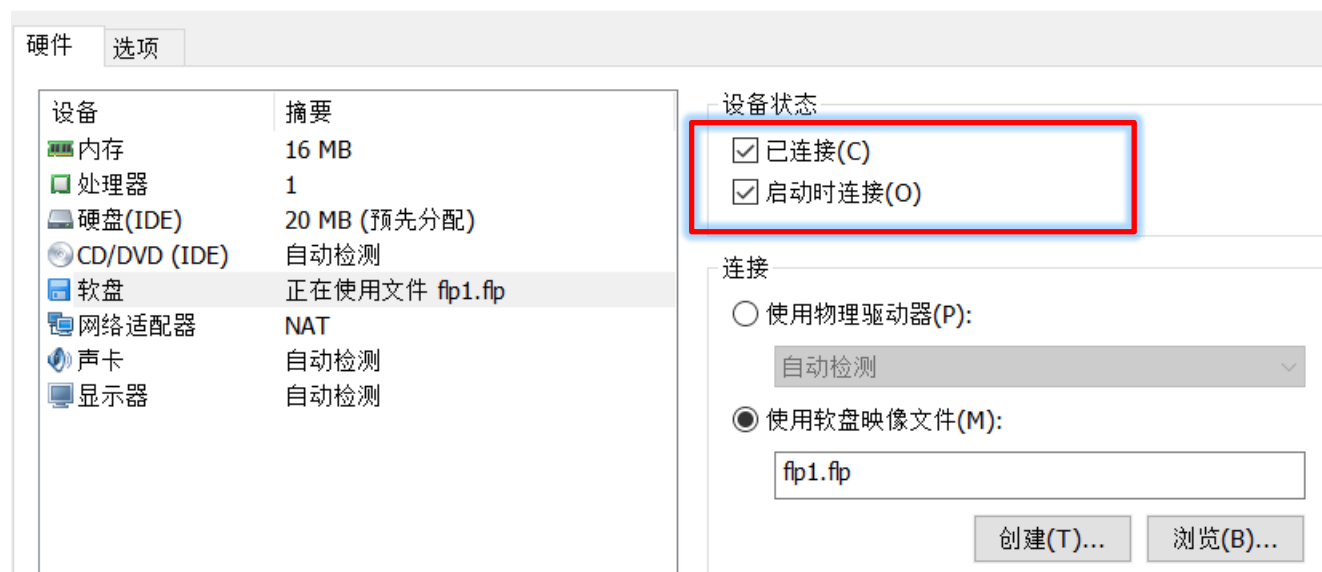 硬件 选项
设备 摘要
内存 16 MB
处理器 1
硬盘(IDE) 20 MB (预先分配)
CD/DVD (IDE) 自动检测
软盘 正在使用文件 flp1.flp
网络适配器 NAT
声卡 自动检测
显示器 自动检测
设备状态
已连接(C)
启动时连接(O)
连接
使用物理驱动器(P):
自动检测
使用软盘映像文件(M):
flp1.flp
创建(T)... 浏览(B)...